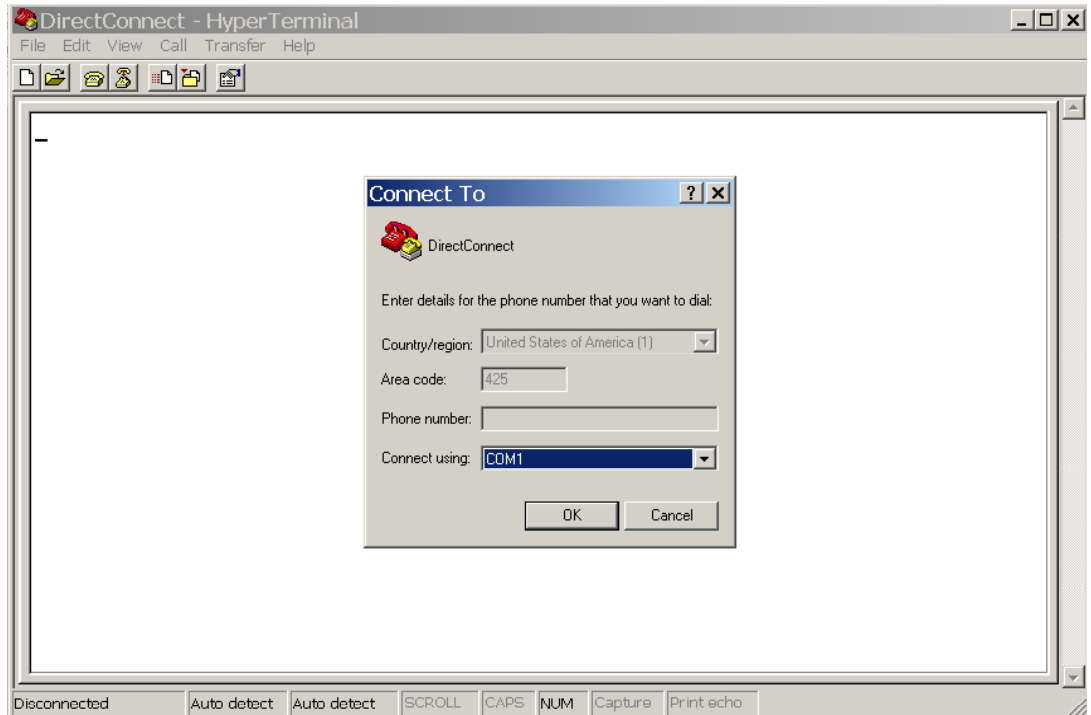 DirectConnect - HyperTerminal
File Edit View Call Transfer Help
Connect To
DirectConnect
Enter details for the phone number that you want to dial:
Country/region: United States of America (1)
Area code: 425
Phone number:
Connect using: COM1
OK Cancel
Disconnected Auto detect Auto detect SCROLL CAPS NUM Capture Print echo